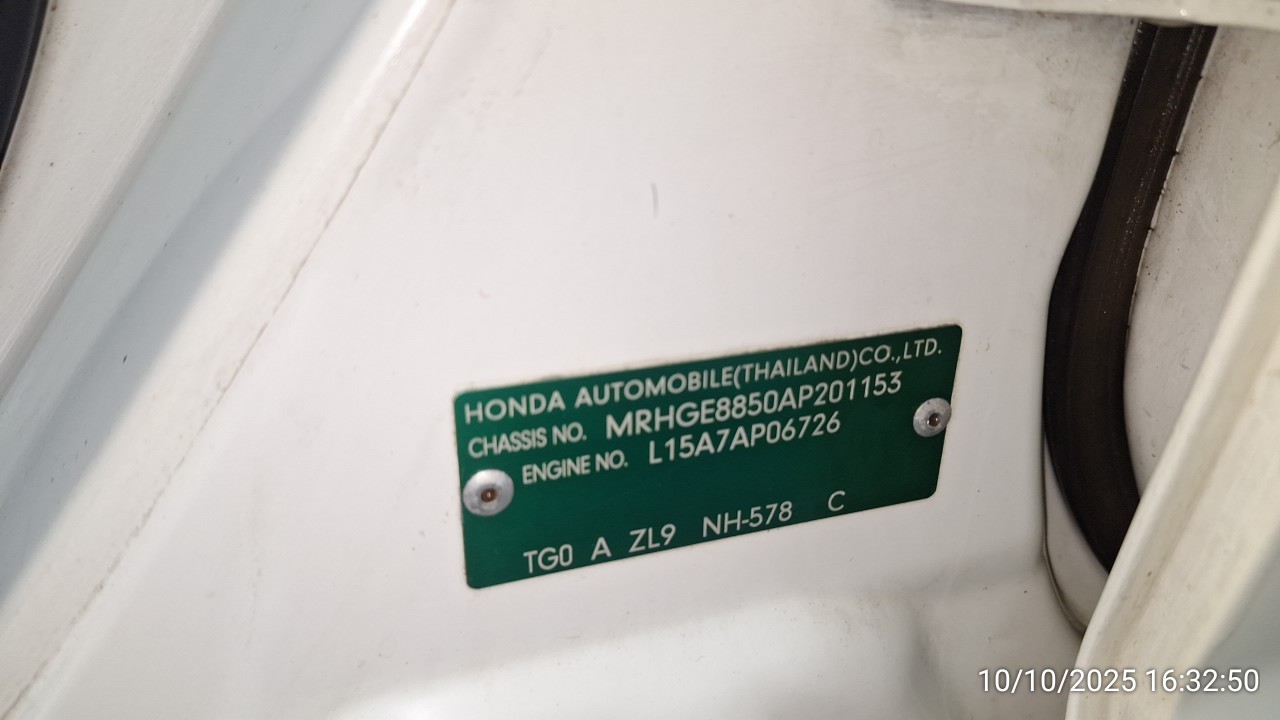 HONDA AUTOMOBILE(THAILAND)CO.,LTD.
CHASSIS NO. MRHGE8850AP201153
ENGINE NO. L15A7AP06726
TG0 A ZL9 NH-578 C
10/10/2025 16:32:50